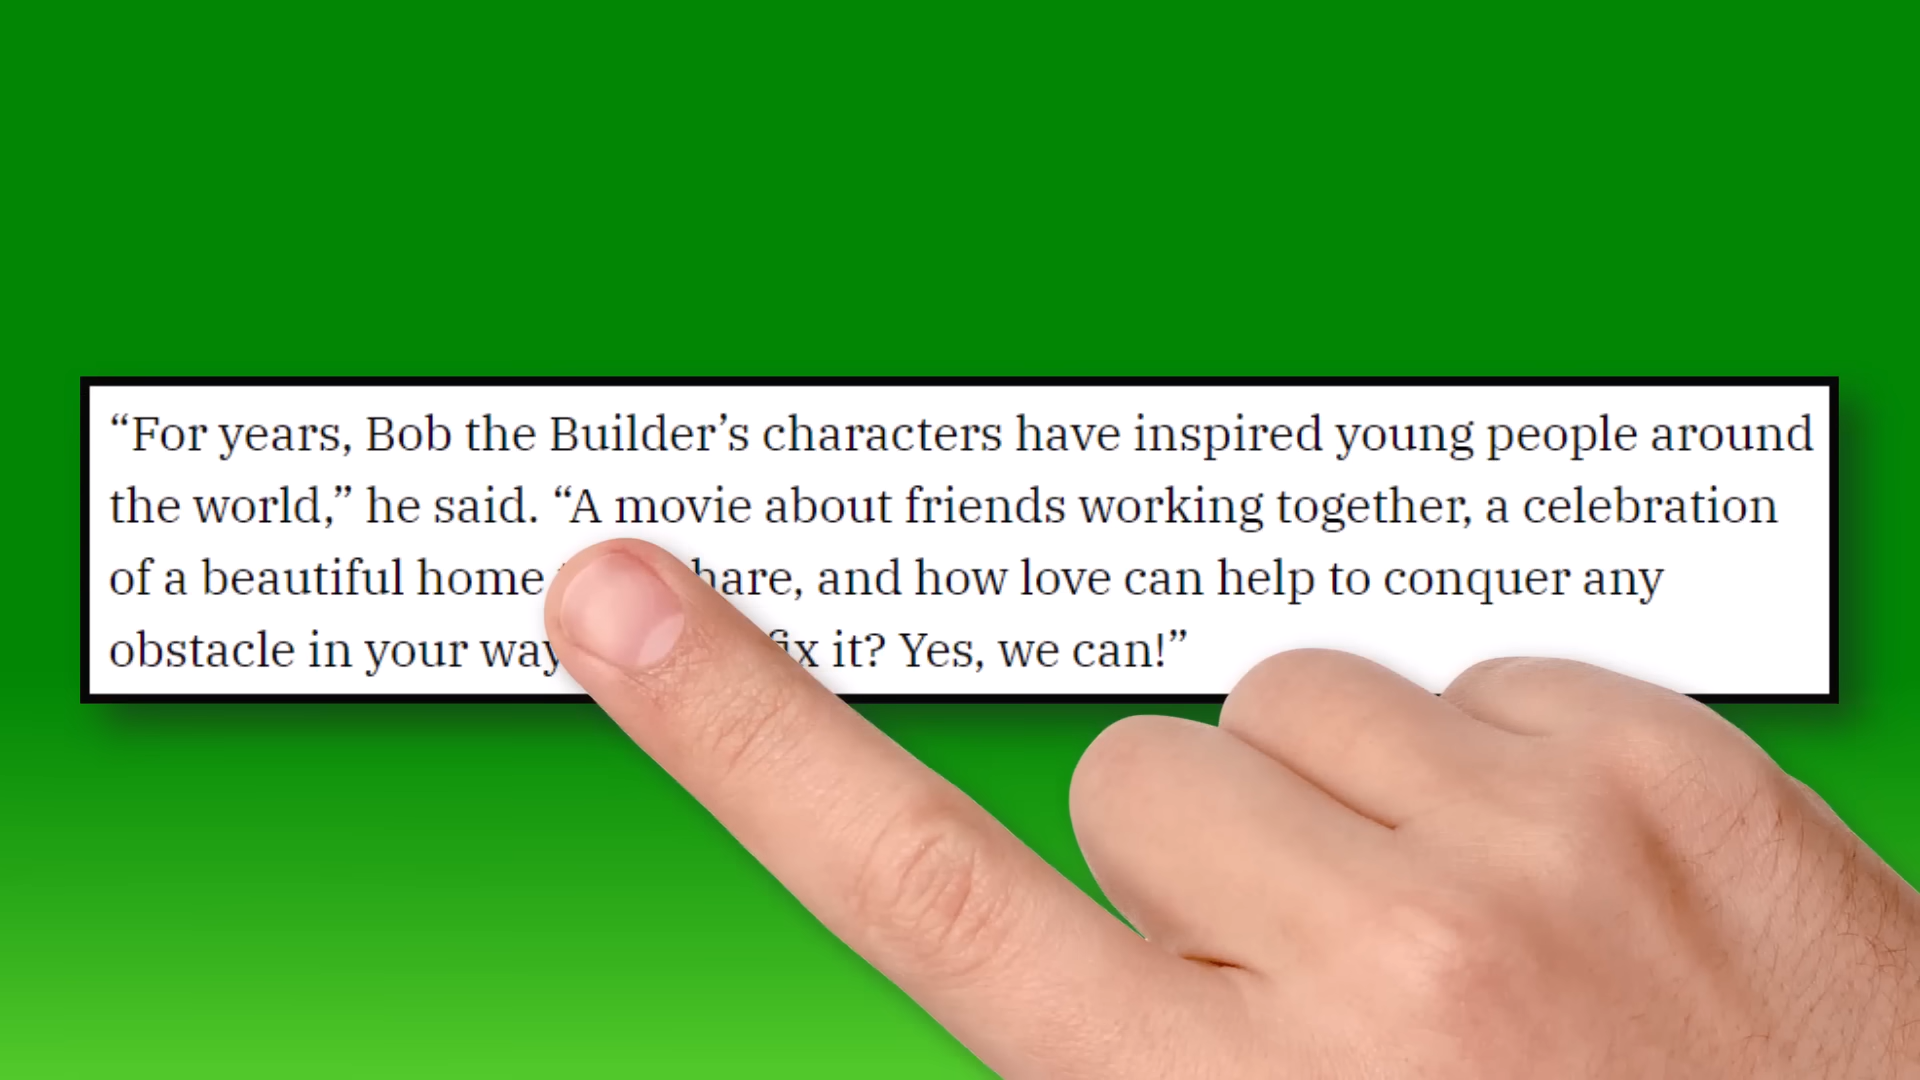 “For years, Bob the Builder’s characters have inspired young people around
the world,” he said. “A movie about friends working together, a celebration
of a beautiful home and how love can help to conquer any
obstacle in your it? Yes, we can!”